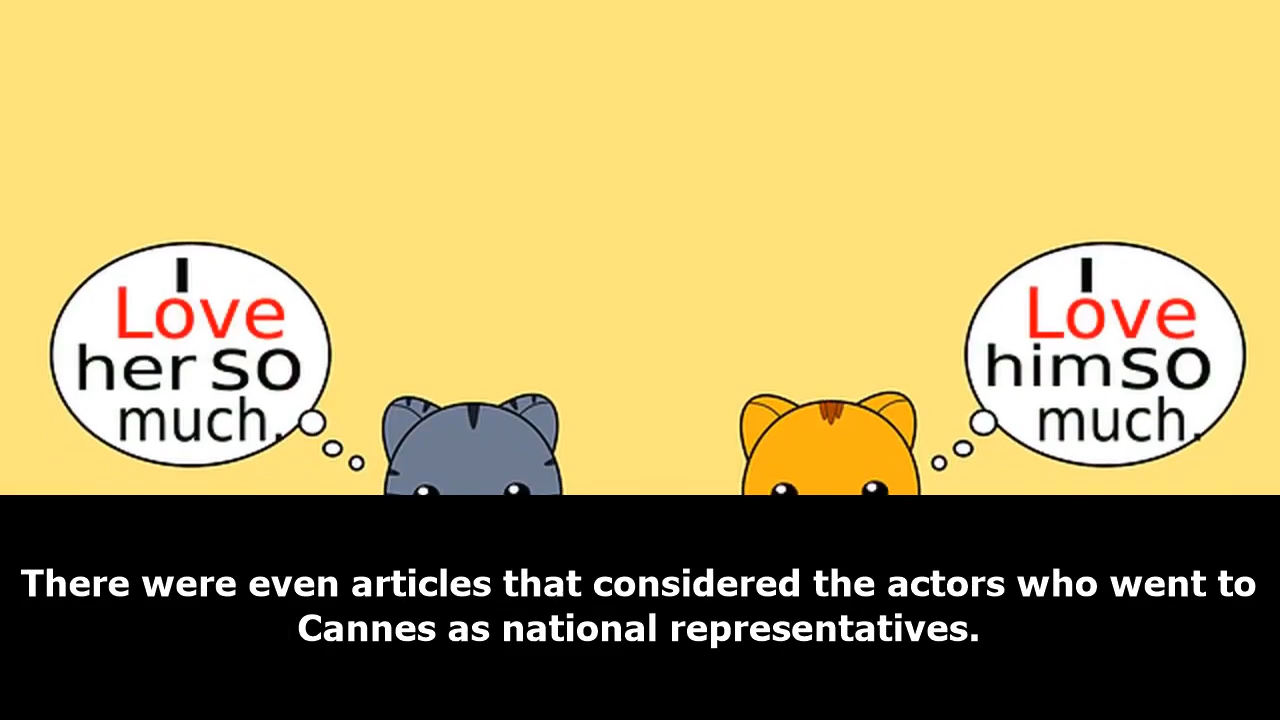 I
Love
her so
much.
I
Love
him so
much.
There were even articles that considered the actors who went to
Cannes as national representatives.